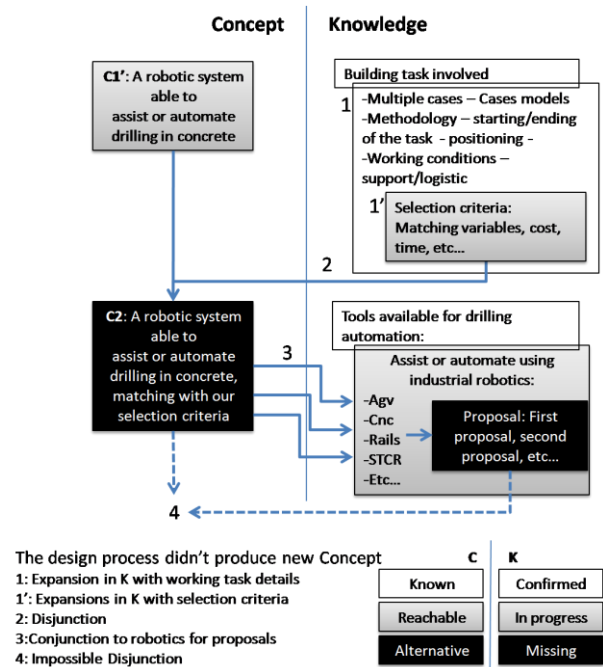 Concept
Knowledge
C1': A robotic system
able to
assist or automate
drilling in concrete
Building task involved
1
-Multiple cases – Cases models
-Methodology – starting/ending
of the task - positioning -
-Working conditions –
support/logistic
1'
Selection criteria:
Matching variables, cost,
time, etc...
2
C2: A robotic system
able to
assist or automate
drilling in concrete,
matching with our
selection criteria
3
Tools available for drilling
automation:
Assist or automate using
industrial robotics:
-Agv
-Cnc
-Rails
-STCR
-Etc...
Proposal: First
proposal, second
proposal, etc...
4
The design process didn't produce new Concept
1: Expansion in K with working task details
1': Expansions in K with selection criteria
2: Disjunction
3:Conjunction to robotics for proposals
4: Impossible Disjunction
C
K
Known
Confirmed
Reachable
In progress
Alternative
Missing